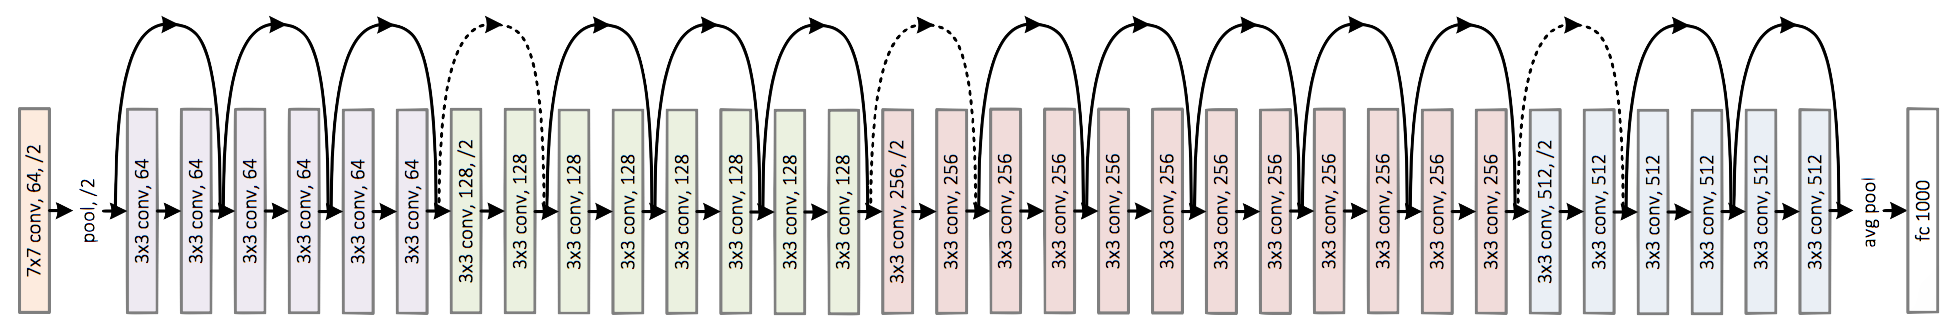 7x7 conv, 64, /2
pool, /2
3x3 conv, 64
3x3 conv, 64
3x3 conv, 64
3x3 conv, 64
3x3 conv, 64
3x3 conv, 64
3x3 conv, 128, /2
3x3 conv, 128
3x3 conv, 128
3x3 conv, 128
3x3 conv, 128
3x3 conv, 128
3x3 conv, 128
3x3 conv, 128
3x3 conv, 256, /2
3x3 conv, 256
3x3 conv, 256
3x3 conv, 256
3x3 conv, 256
3x3 conv, 256
3x3 conv, 256
3x3 conv, 256
3x3 conv, 256
3x3 conv, 256
3x3 conv, 256
3x3 conv, 256
3x3 conv, 512, /2
3x3 conv, 512
3x3 conv, 512
3x3 conv, 512
3x3 conv, 512
3x3 conv, 512
avg pool
fc 1000